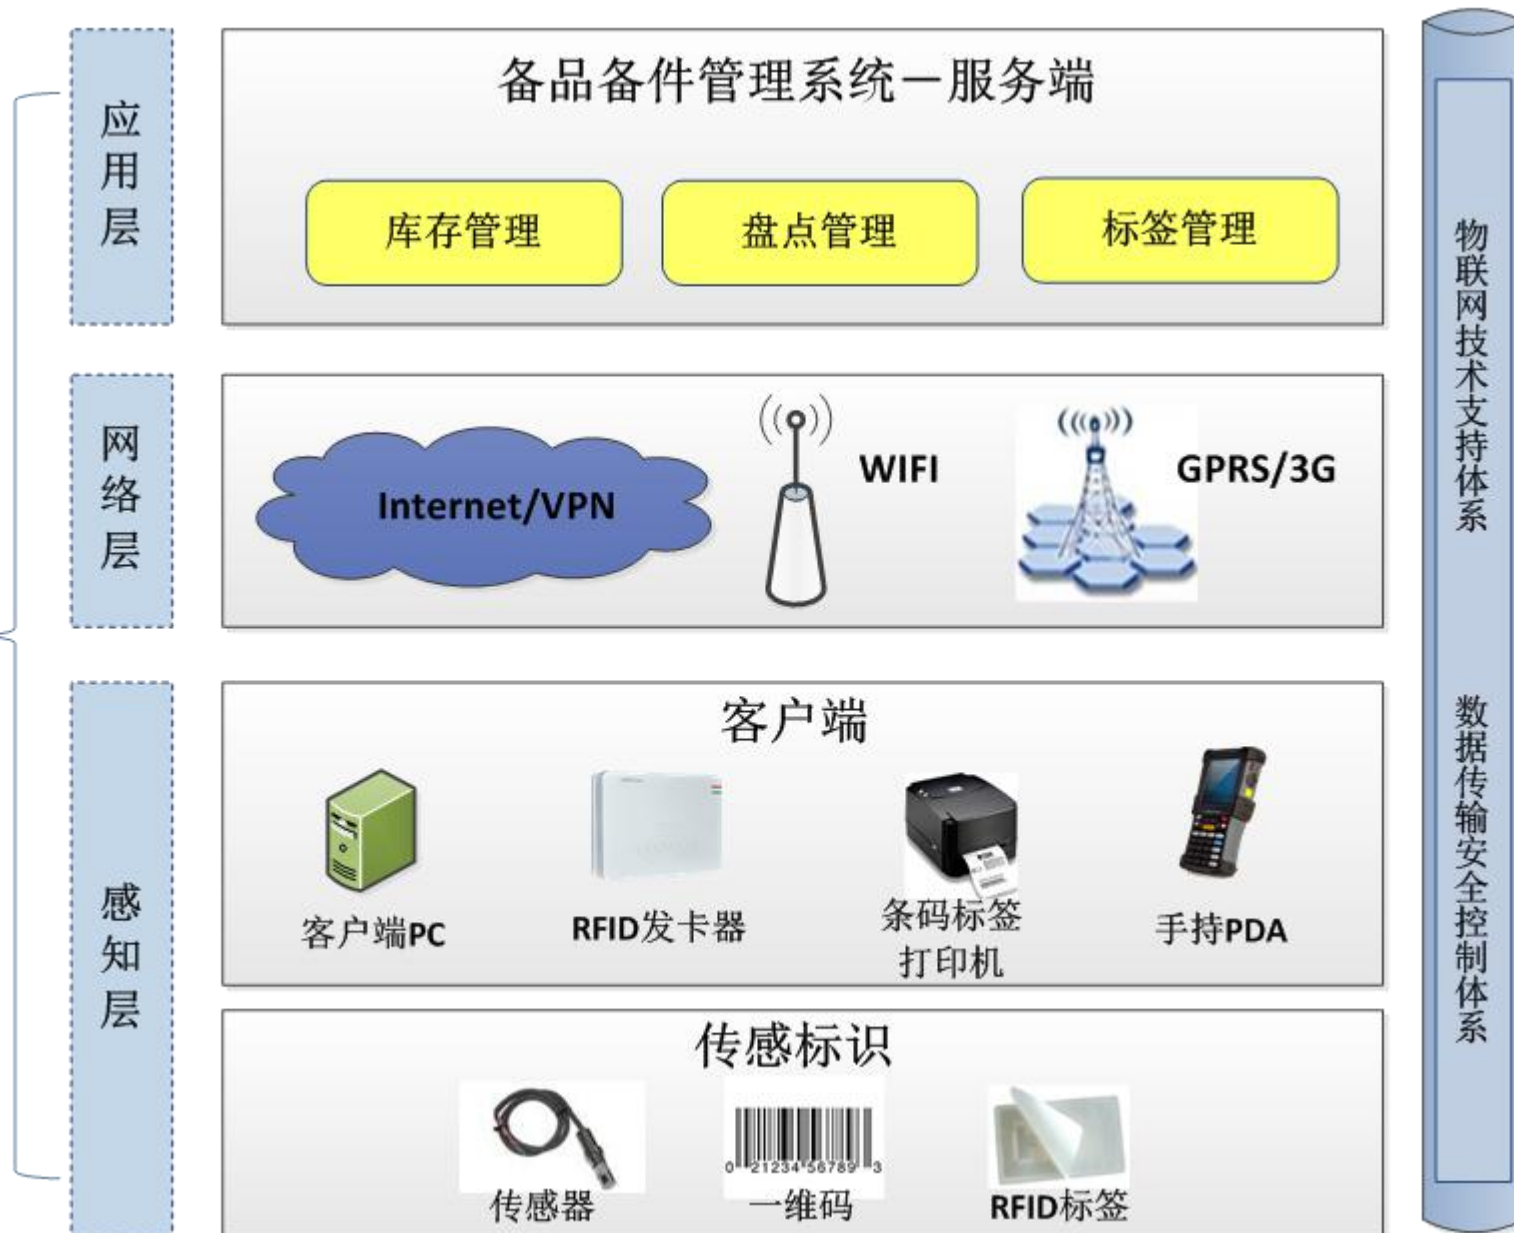 应用层
备品备件管理系统－服务端
库存管理
盘点管理
标签管理
网络层
Internet/VPN
WIFI
GPRS/3G
感知层
客户端
客户端PC
RFID发卡器
条码标签
打印机
手持PDA
传感标识
0 21234 56789 3
传感器
一维码
RFID标签
物联网技术支持体系
数据传输安全控制体系